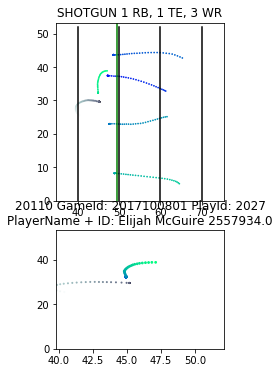 SHOTGUN 1 RB, 1 TE, 3 WR
50
40
30
20
10
0
50 60 70
20110 GameId: 2017100801 PlayId: 2027
PlayerName + ID: Elijah McGuire 2557934.0
40
20
0
40.0 42.5 45.0 47.5 50.0